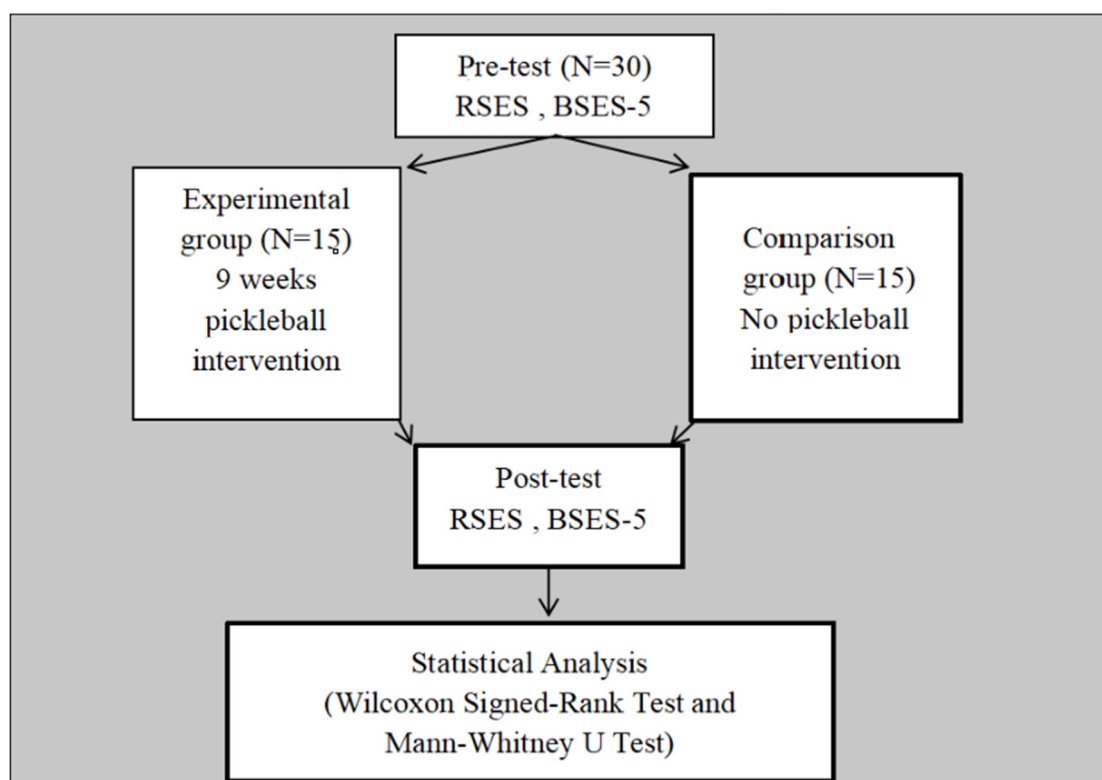 Pre-test (N=30)
RSES , BSES-5
Experimental
group (N=15)
9 weeks
pickleball
intervention
Comparison
group (N=15)
No pickleball
intervention
Post-test
RSES , BSES-5
Statistical Analysis
(Wilcoxon Signed-Rank Test and
Mann-Whitney U Test)